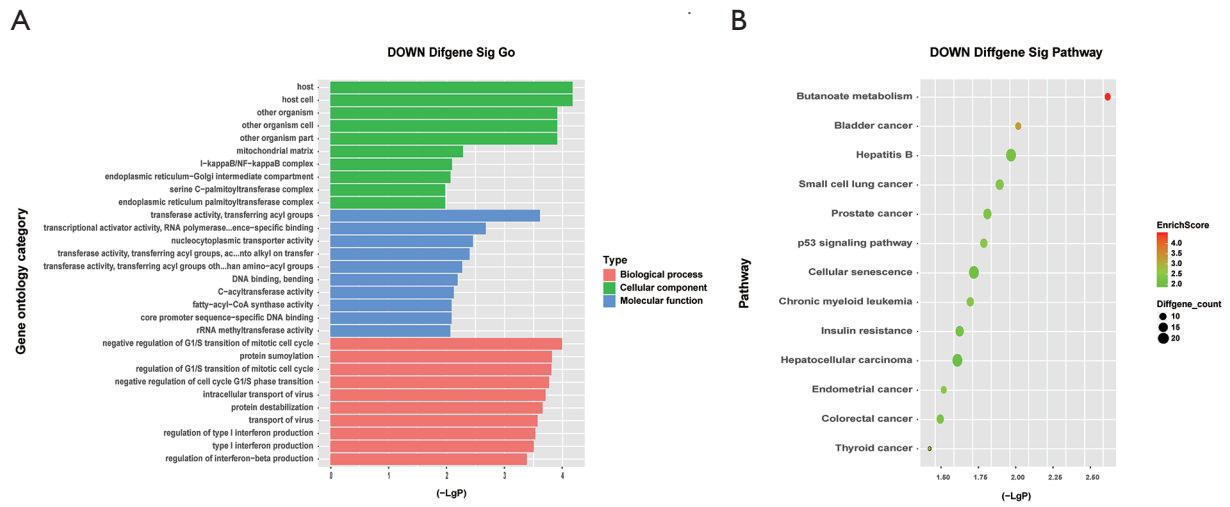 A
B
DOWN Difgene Sig Go
DOWN Diffgene Sig Pathway
Gene ontology category
host
host cell
other organism
other organism cell
other organism part
mitochondrial matrix
I−kappaB/NF−kappaB complex
endoplasmic reticulum−Golgi intermediate compartment
serine C−palmitoyltransferase complex
endoplasmic reticulum palmitoyltransferase complex
transferase activity, transferring acyl groups
transcriptional activator activity, RNA polymerase...ence−specific binding
nucleocytoplasmic transporter activity
transferase activity, transferring acyl groups, ac...nto alkyl on transfer
transferase activity, transferring acyl groups oth...han amino−acyl groups
DNA binding, bending
C−acyltransferase activity
fatty−acyl−CoA synthase activity
core promoter sequence−specific DNA binding
rRNA methyltransferase activity
negative regulation of G1/S transition of mitotic cell cycle
protein sumoylation
regulation of G1/S transition of mitotic cell cycle
negative regulation of cell cycle G1/S phase transition
intracellular transport of virus
protein destabilization
transport of virus
regulation of type I interferon production
type I interferon production
regulation of interferon−beta production
0 1 2 3 4
(−LgP)
Type
Biological process
Cellular component
Molecular function
Pathway
Butanoate metabolism
Bladder cancer
Hepatitis B
Small cell lung cancer
Prostate cancer
p53 signaling pathway
Cellular senescence
Chronic myeloid leukemia
Insulin resistance
Hepatocellular carcinoma
Endometrial cancer
Colorectal cancer
Thyroid cancer
1.60 1.75 2.00 2.25 2.60
(−LgP)
EnrichScore
4.0
3.5
3.0
2.5
2.0
Diffgene_count
10
16
20